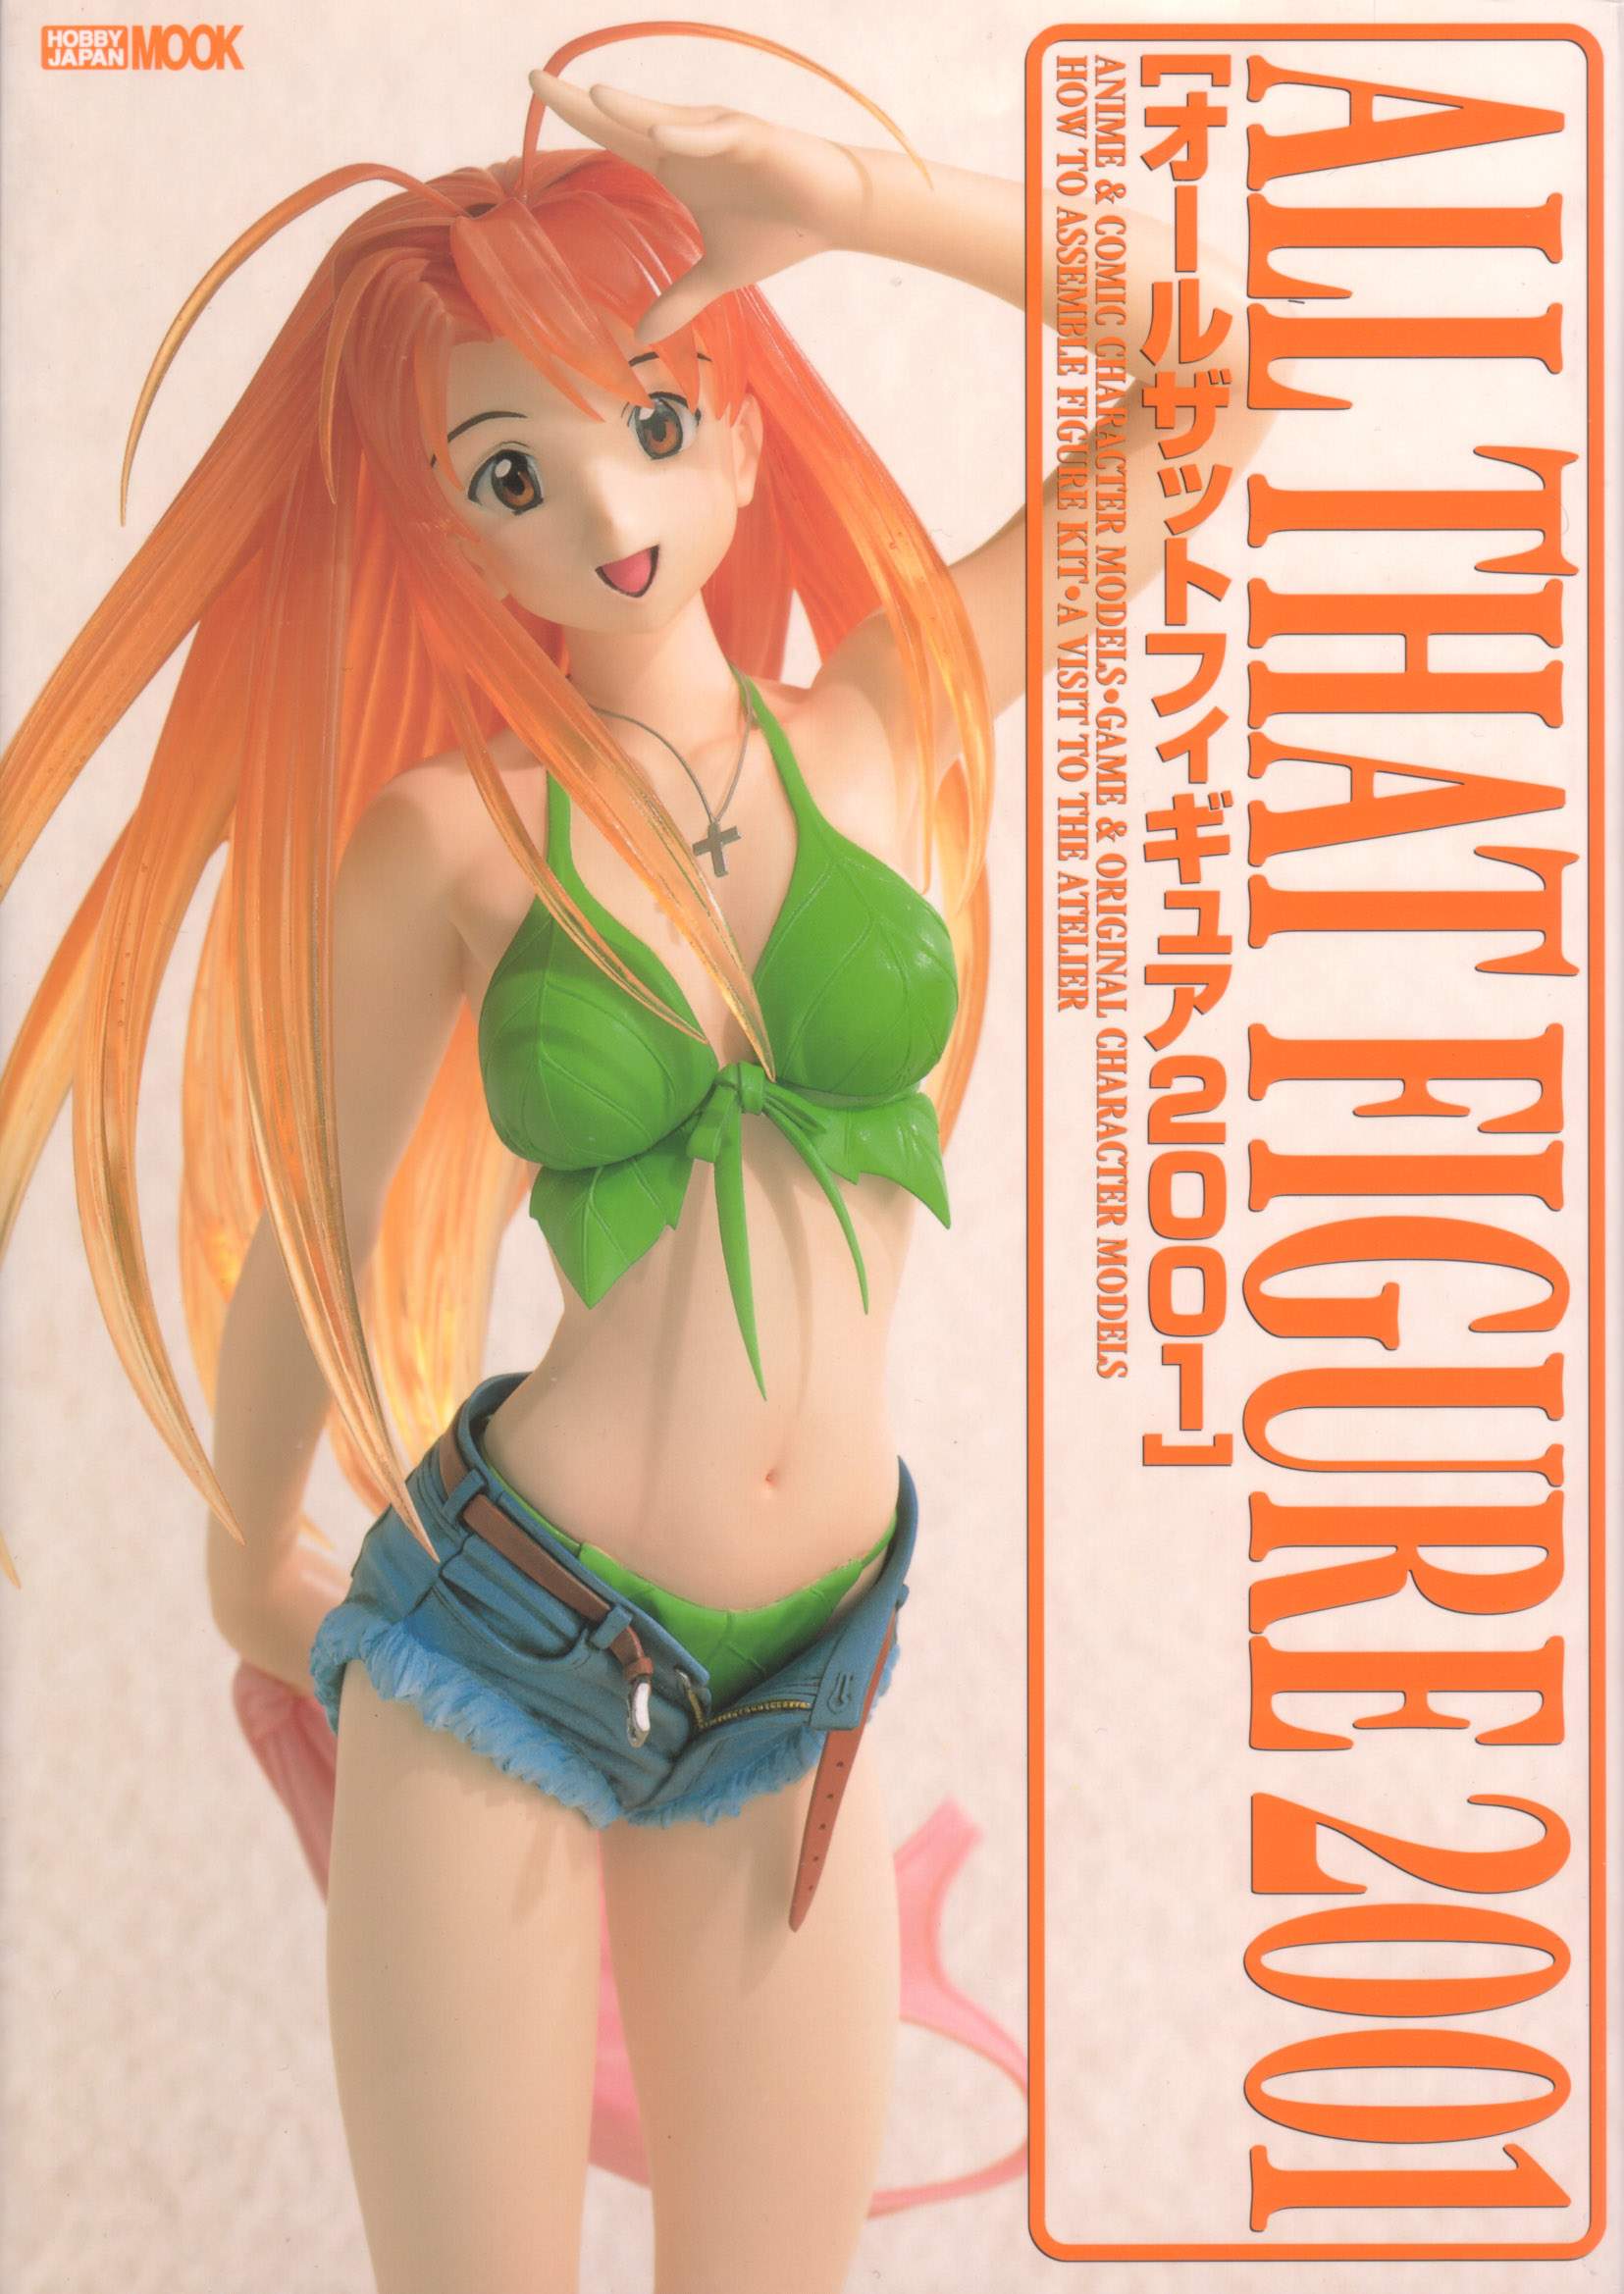 HOBBY
JAPAN
MOOK
ALL THAT FIGURE 2001
[オールザットフィギュア2001]
ANIME & COMIC CHARACTER MODELS•GAME & ORIGINAL CHARACTER MODELS
HOW TO ASSEMBLE FIGURE KIT•A VISIT TO THE ATELIER